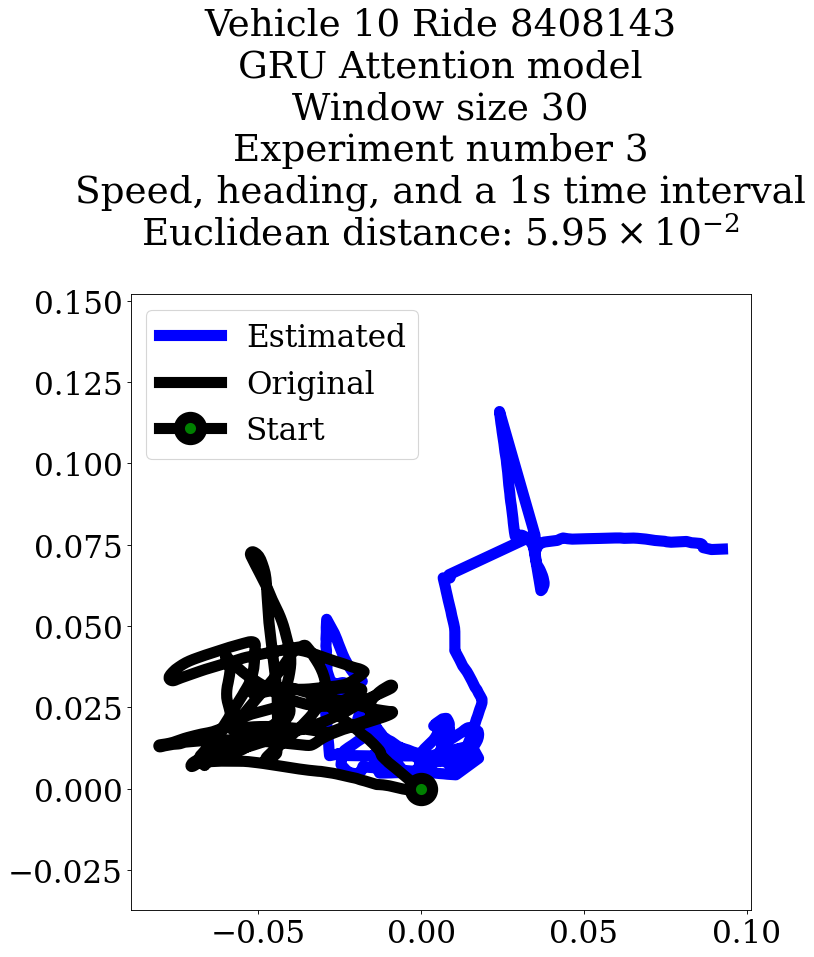 Vehicle 10 Ride 8408143
GRU Attention model
Window size 30
Experiment number 3
Speed, heading, and a 1s time interval
Euclidean distance: 5.95 × 10⁻²
0.150
0.125
0.100
0.075
0.050
0.025
0.000
−0.025
Estimated
Original
Start
−0.05
0.00
0.05
0.10